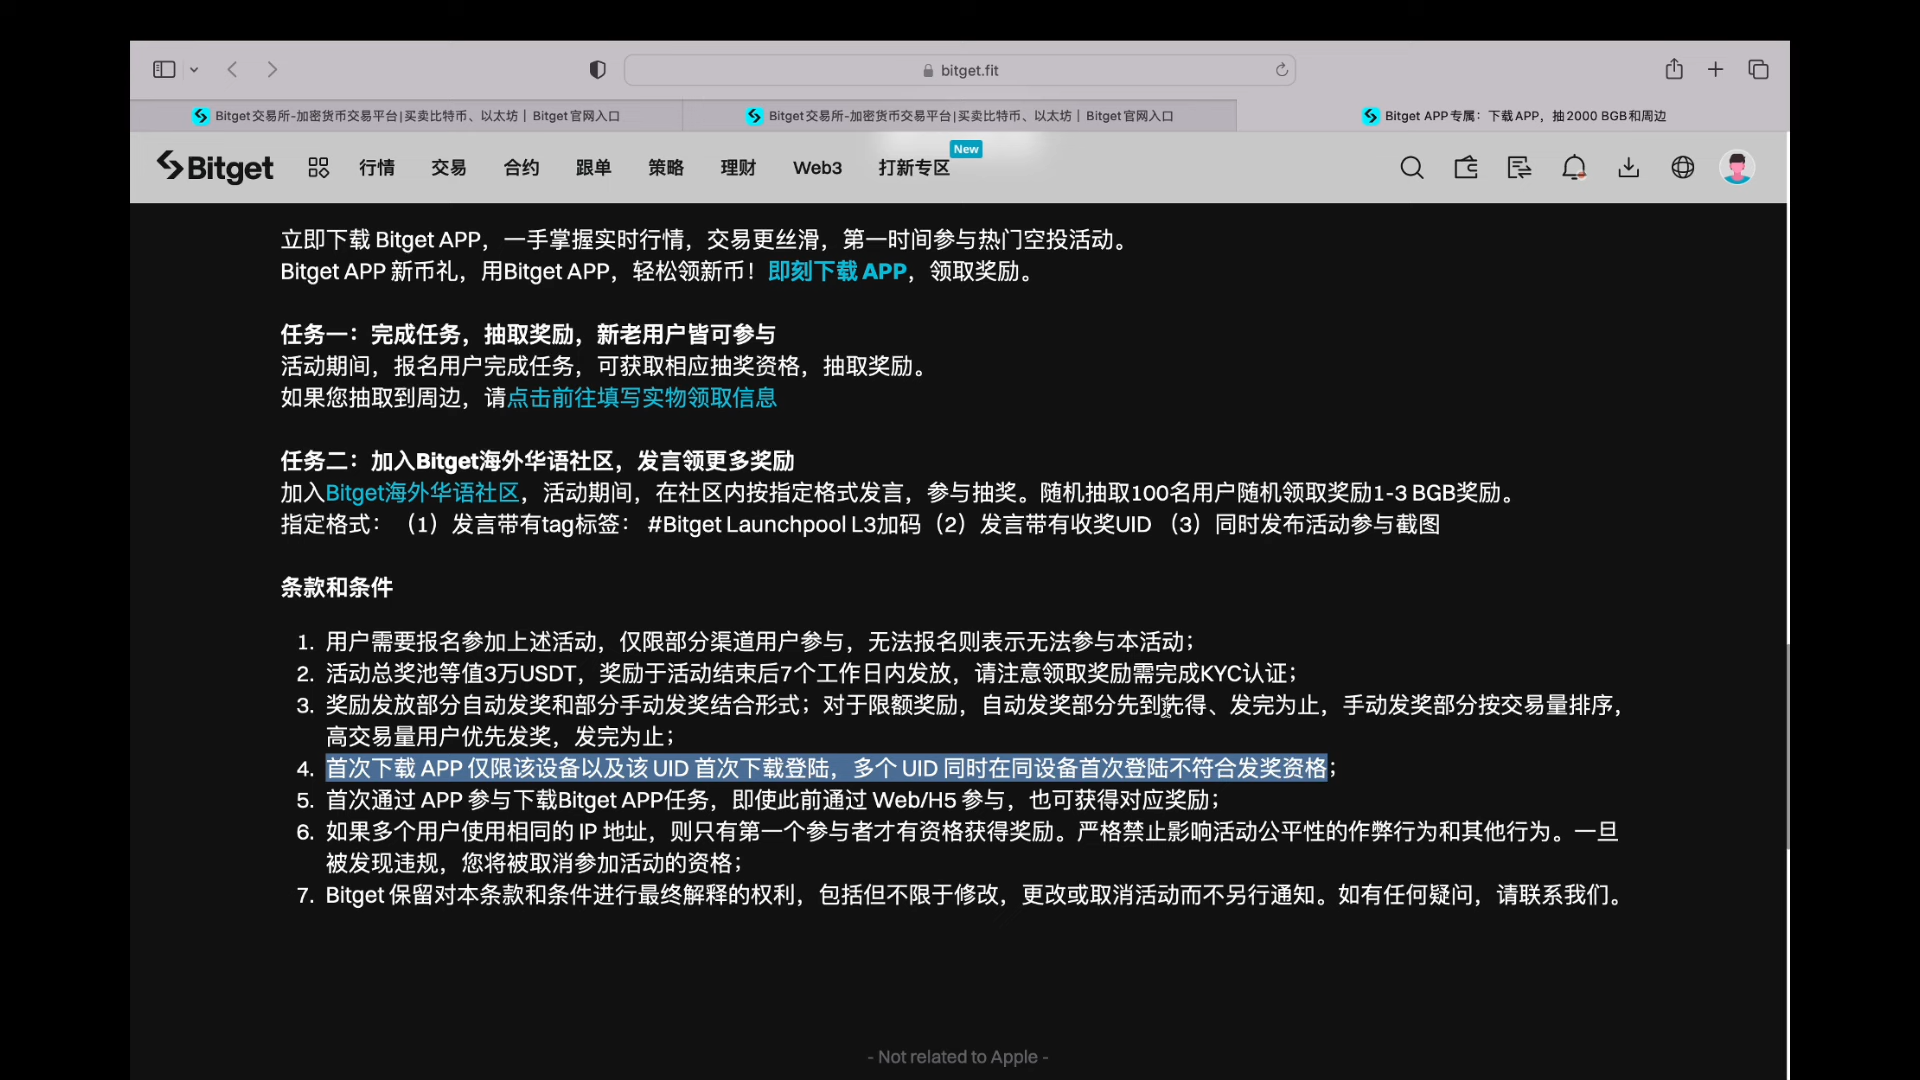 bitget.fit
Bitget交易所-加密货币交易平台|买卖比特币、以太坊 | Bitget官网入口
Bitget交易所-加密货币交易平台|买卖比特币、以太坊 | Bitget官网入口
Bitget APP专属：下载APP，抽2000 BGB和周边
Bitget
行情
交易
合约
跟单
策略
理财
Web3
打新专区
New
立即下载 Bitget APP，一手掌握实时行情，交易更丝滑，第一时间参与热门空投活动。
Bitget APP 新币礼，用Bitget APP，轻松领新币！即刻下载 APP，领取奖励。
任务一：完成任务，抽取奖励，新老用户皆可参与
活动期间，报名用户完成任务，可获取相应抽奖资格，抽取奖励。
如果您抽取到周边，请点击前往填写实物领取信息
任务二：加入Bitget海外华语社区，发言领更多奖励
加入Bitget海外华语社区，活动期间，在社区内按指定格式发言，参与抽奖。随机抽取100名用户随机领取奖励1-3 BGB奖励。
指定格式：（1）发言带有tag标签： #Bitget Launchpool L3加码（2）发言带有收奖UID （3）同时发布活动参与截图
条款和条件
1. 用户需要报名参加上述活动，仅限部分渠道用户参与，无法报名则表示无法参与本活动；
2. 活动总奖池等值3万USDT，奖励于活动结束后7个工作日内发放，请注意领取奖励需完成KYC认证；
3. 奖励发放部分自动发奖和部分手动发奖结合形式；对于限额奖励，自动发奖部分先到先得、发完为止，手动发奖部分按交易量排序，
高交易量用户优先发奖，发完为止；
4. 首次下载 APP 仅限该设备以及该 UID 首次下载登陆，多个 UID 同时在同设备首次登陆不符合发奖资格；
5. 首次通过 APP 参与下载Bitget APP任务，即使此前通过 Web/H5 参与，也可获得对应奖励；
6. 如果多个用户使用相同的 IP 地址，则只有第一个参与者才有资格获得奖励。严格禁止影响活动公平性的作弊行为和其他行为。一旦
被发现违规，您将被取消参加活动的资格；
7. Bitget 保留对本条款和条件进行最终解释的权利，包括但不限于修改，更改或取消活动而不另行通知。如有任何疑问，请联系我们。
- Not related to Apple -